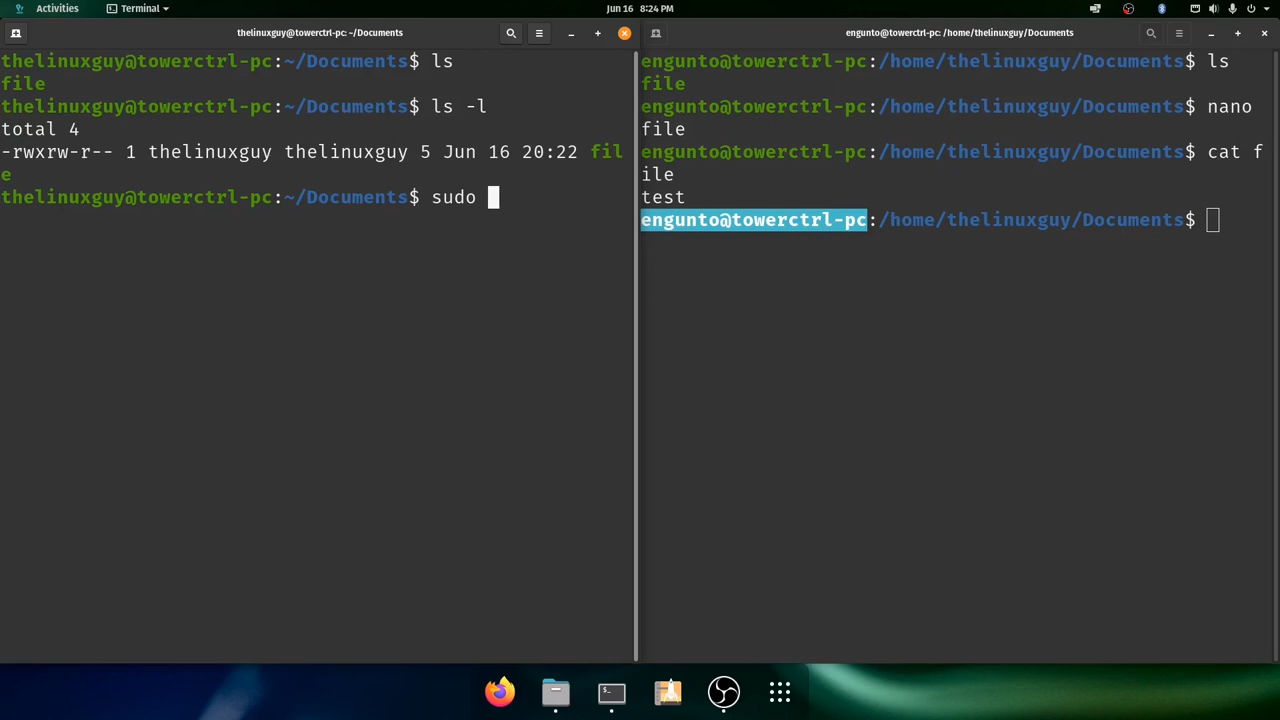 Activities
Terminal
Jun 16 8:24 PM
thelinuxguy@towerctrl-pc: ~/Documents
thelinuxguy@towerctrl-pc:~/Documents$ ls
file
thelinuxguy@towerctrl-pc:~/Documents$ ls -l
total 4
-rwxrw-r-- 1 thelinuxguy thelinuxguy 5 Jun 16 20:22 fil
e
thelinuxguy@towerctrl-pc:~/Documents$ sudo
engunto@towerctrl-pc: /home/thelinuxguy/Documents
engunto@towerctrl-pc:/home/thelinuxguy/Documents$ ls
file
engunto@towerctrl-pc:/home/thelinuxguy/Documents$ nano
file
engunto@towerctrl-pc:/home/thelinuxguy/Documents$ cat f
ile
test
engunto@towerctrl-pc:/home/thelinuxguy/Documents$